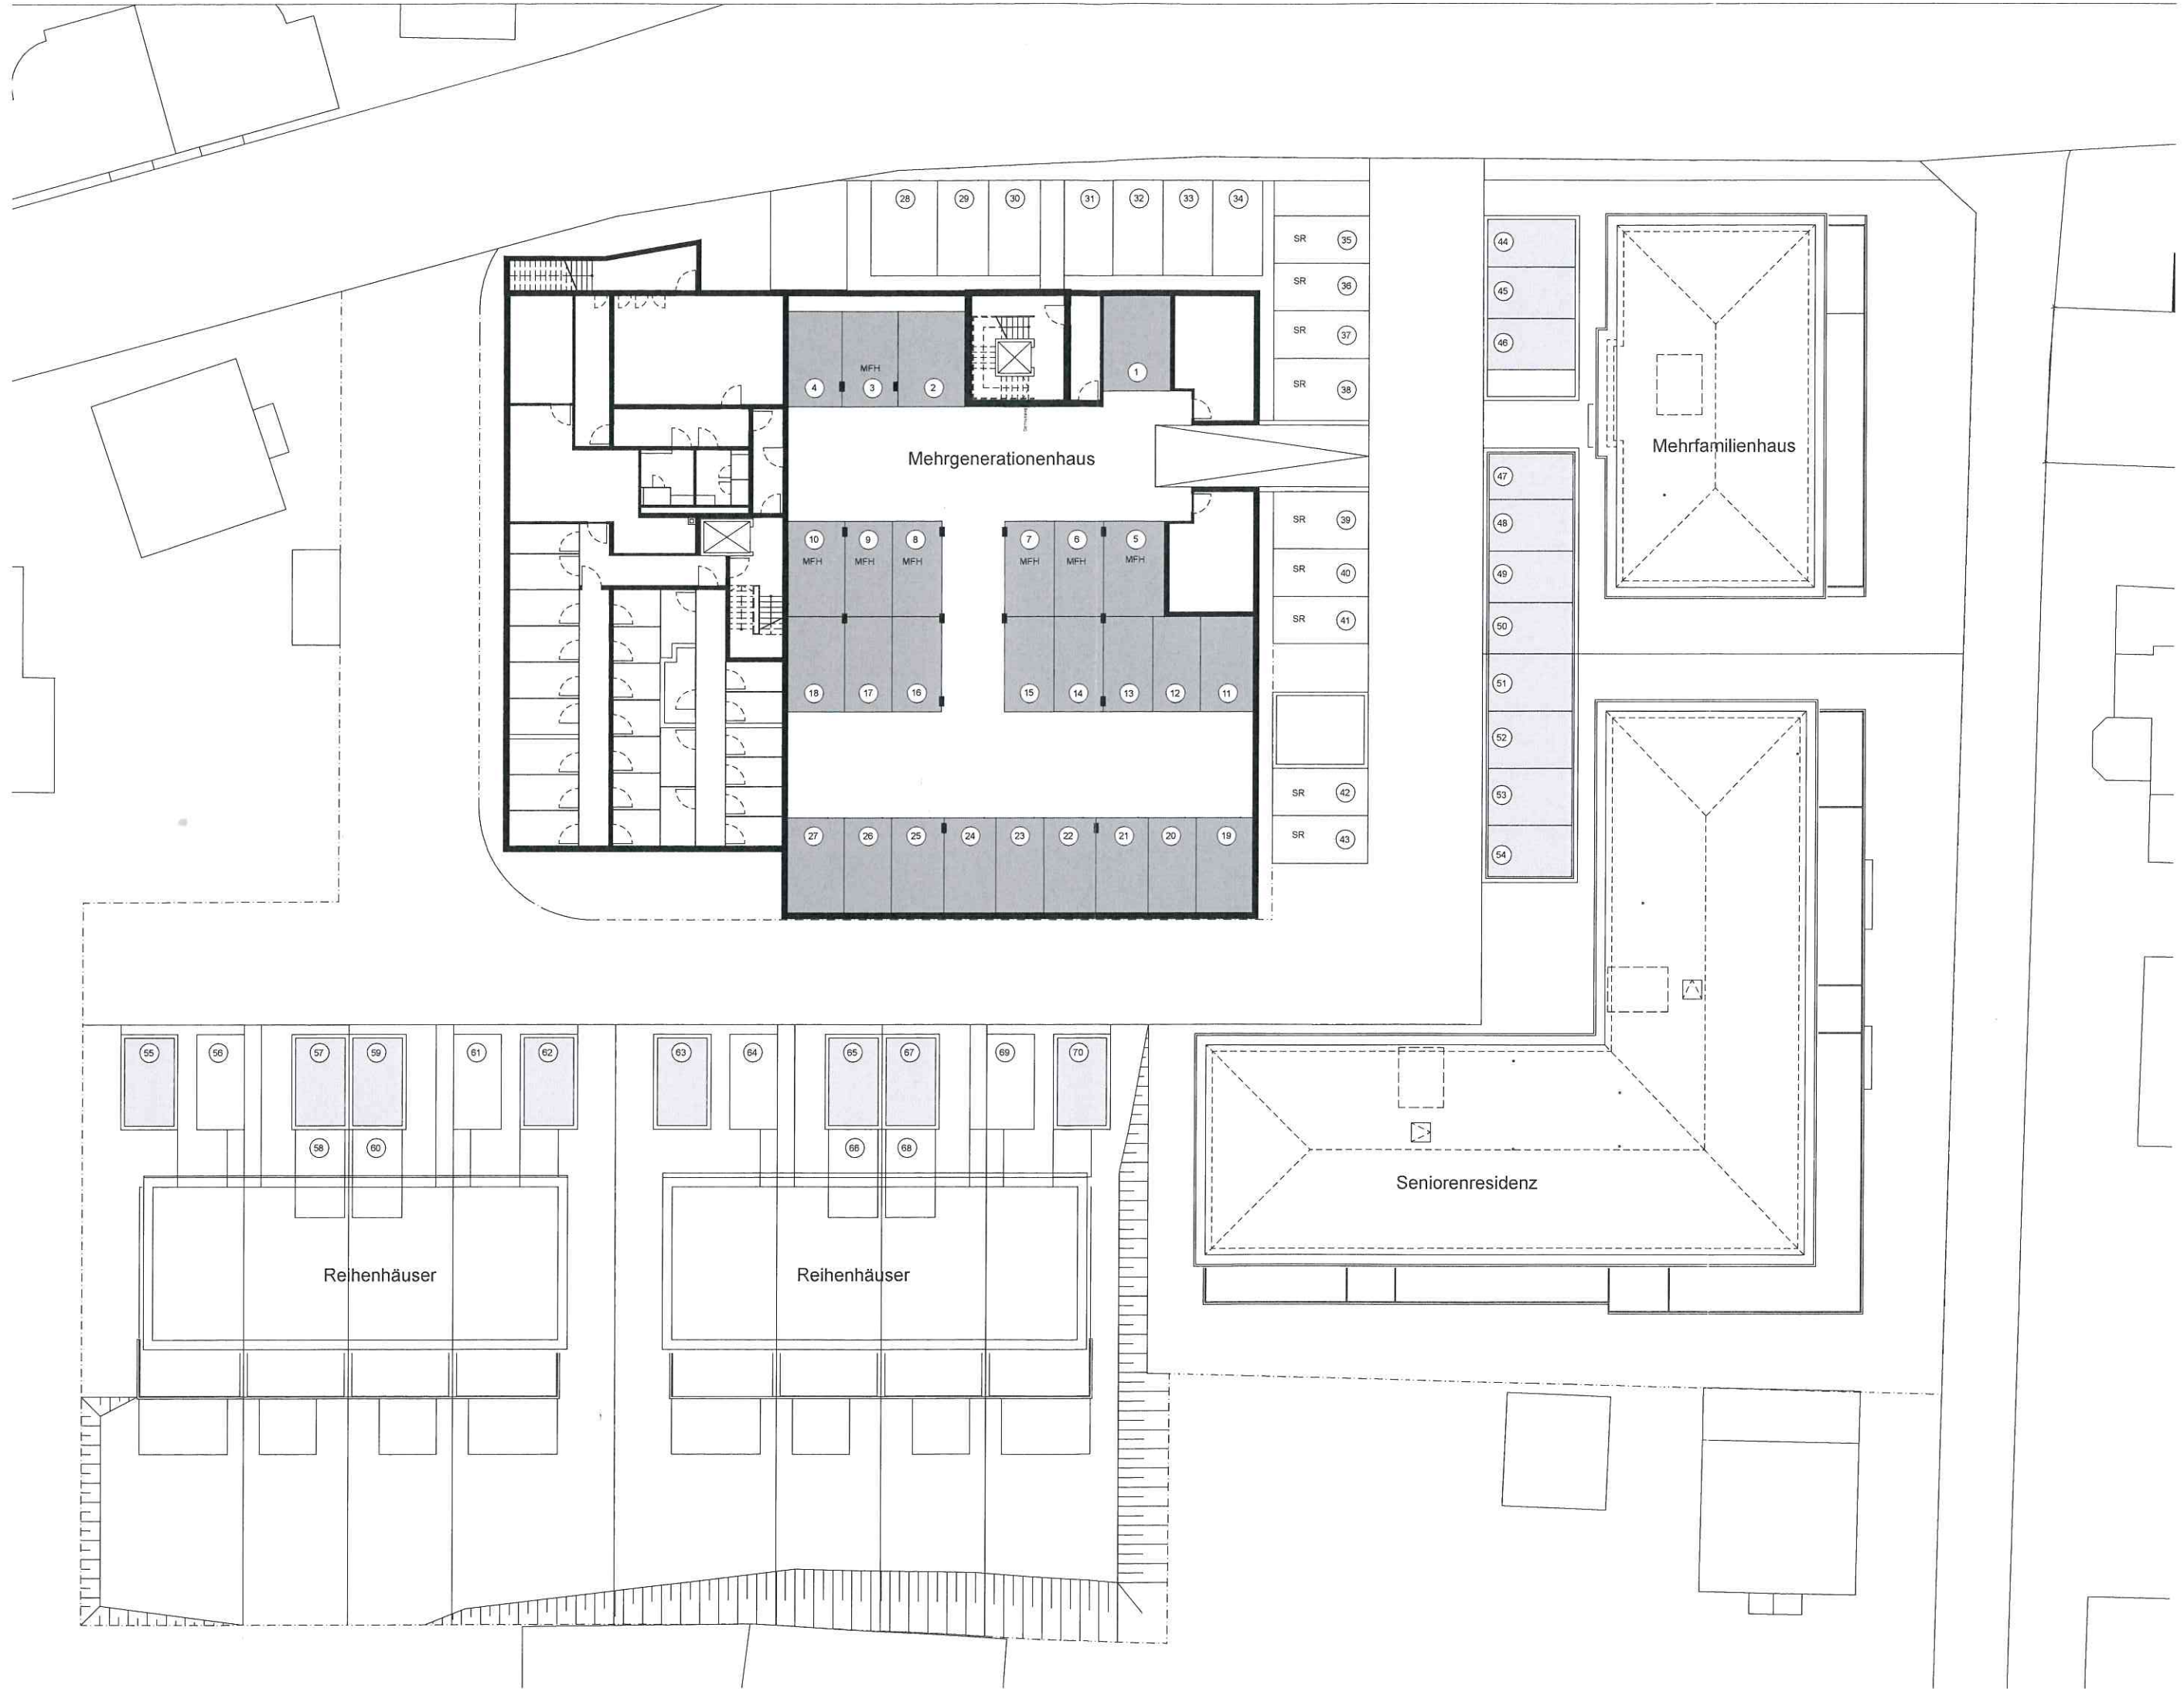 28 29 30 31 32 33 34
SR 35
44
SR 36
45
SR 37
46
MFH
4 3 2
1
SR 38
Mehrgenerationenhaus
Mehrfamilienhaus
47
SR 39
48
10 9 8 7 6 5
MFH MFH MFH MFH MFH MFH
SR 40
49
SR 41
50
51
18 17 16 15 14 13 12 11
52
SR 42
53
27 26 25 24 23 22 21 20 19
SR 43
54
55 56 57 59 61 62 63 64 65 67 69 70
58 60 66 68
Seniorenresidenz
Reihenhäuser Reihenhäuser